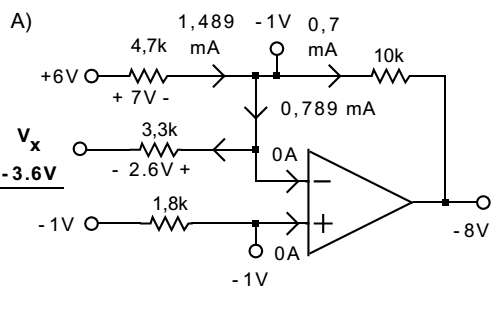 A)
1,489
mA
- 1V
0,7
mA
4,7k
10k
+6V
+ 7V -
0,789 mA
Vx
3,3k
- 3.6V
- 2.6V +
0A
−
1,8k
- 1V
+
0A
- 8V
- 1V